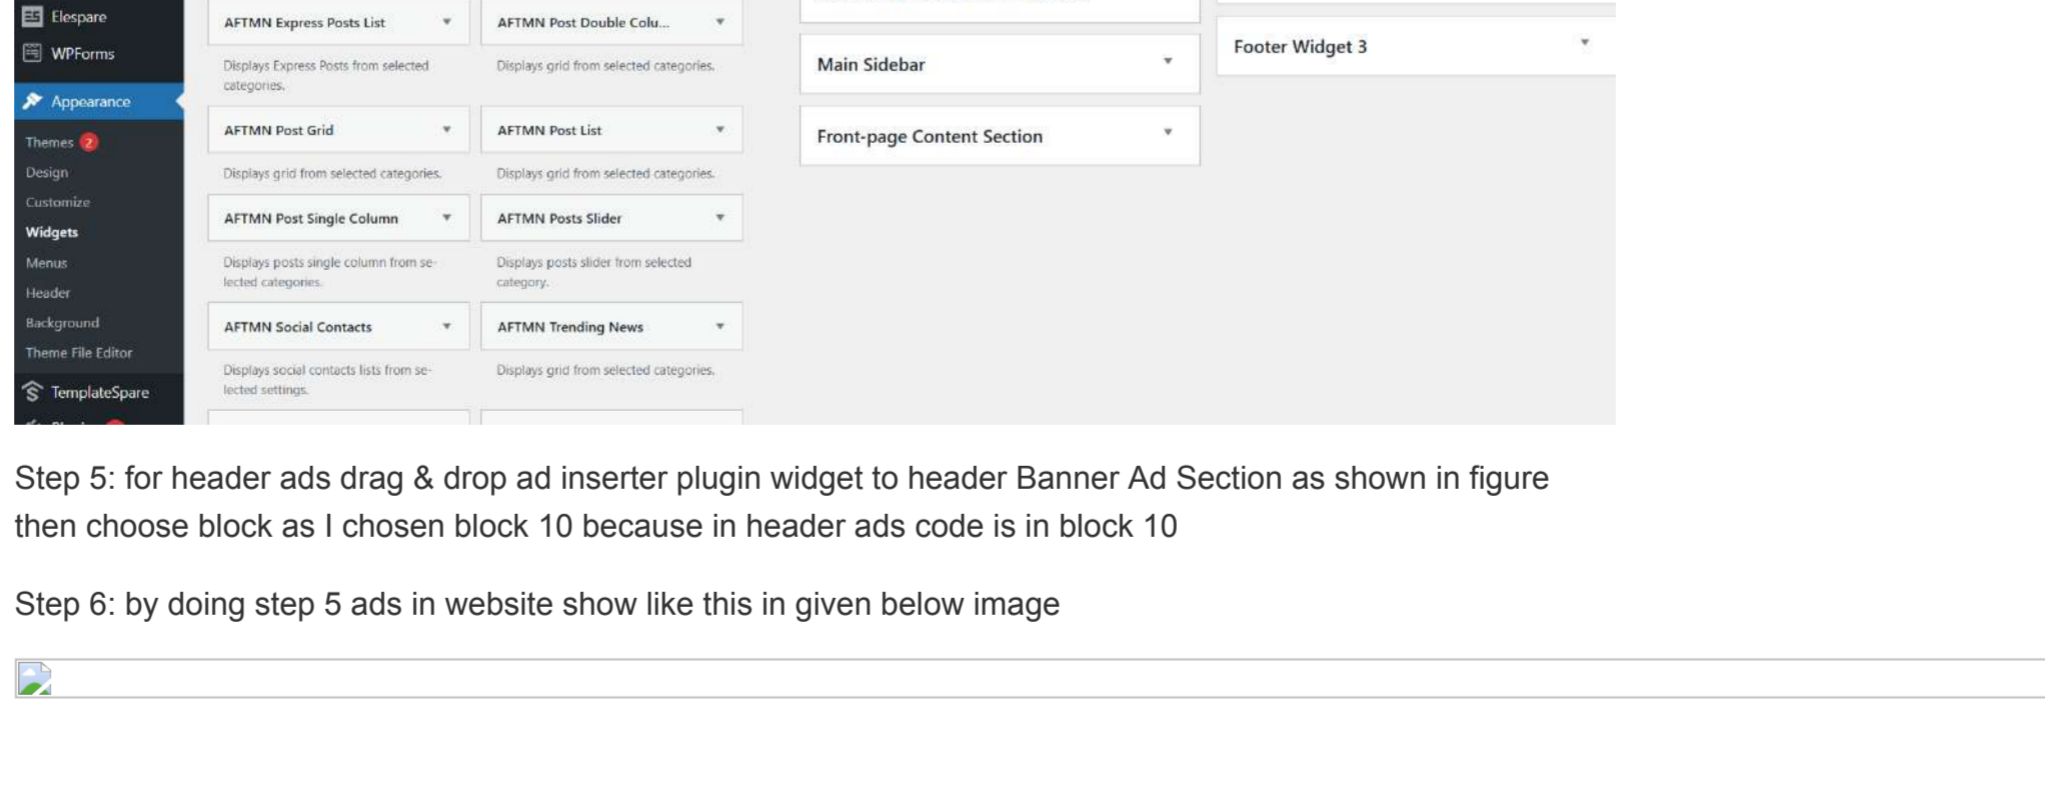 Elespare
WPForms
Appearance
Themes 2
Design
Customize
Widgets
Menus
Header
Background
Theme File Editor
TemplateSpare
AFTMN Express Posts List
Displays Express Posts from selected
categories.
AFTMN Post Double Colu...
Displays grid from selected categories.
AFTMN Post Grid
Displays grid from selected categories.
AFTMN Post List
Displays grid from selected categories.
AFTMN Post Single Column
Displays posts single column from se-
lected categories.
AFTMN Posts Slider
Displays posts slider from selected
category.
AFTMN Social Contacts
Displays social contacts lists from se-
lected settings.
AFTMN Trending News
Displays grid from selected categories.
Main Sidebar
Front-page Content Section
Footer Widget 3
Step 5: for header ads drag & drop ad inserter plugin widget to header Banner Ad Section as shown in figure
then choose block as I chosen block 10 because in header ads code is in block 10
Step 6: by doing step 5 ads in website show like this in given below image